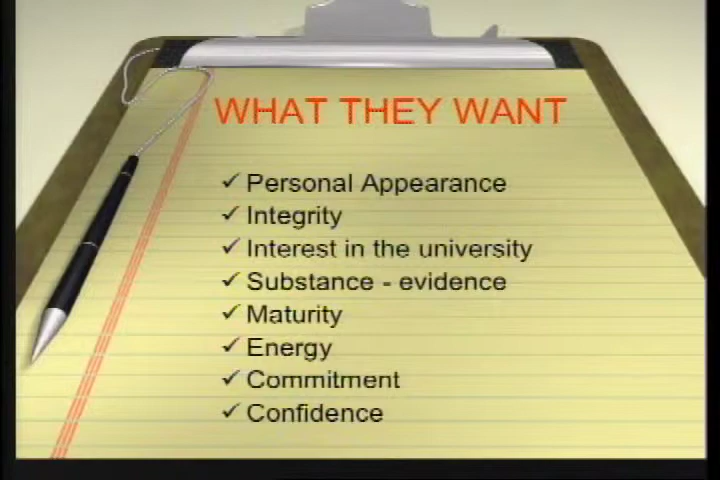 WHAT THEY WANT
✓ Personal Appearance
✓ Integrity
✓ Interest in the university
✓ Substance - evidence
✓ Maturity
✓ Energy
✓ Commitment
✓ Confidence